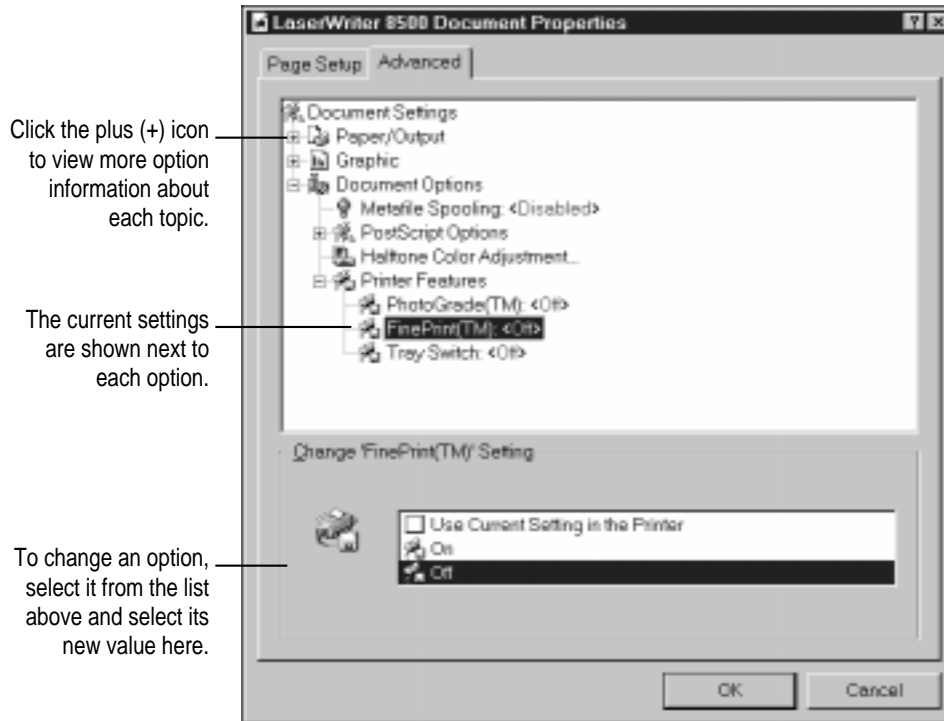 LaserWriter 8500 Document Properties
Page Setup
Advanced
Click the plus (+) icon
to view more option
information about
each topic.
Document Settings
Paper/Output
Graphic
Document Options
Metafile Spooling: <Disabled>
PostScript Options
Halftone Color Adjustment...
Printer Features
PhotoGrade(TM): <Off>
FinePrint(TM): <Off>
Tray Switch: <Off>
The current settings
are shown next to
each option.
Change 'FinePrint(TM)' Setting
Use Current Setting in the Printer
On
Off
To change an option,
select it from the list
above and select its
new value here.
OK
Cancel